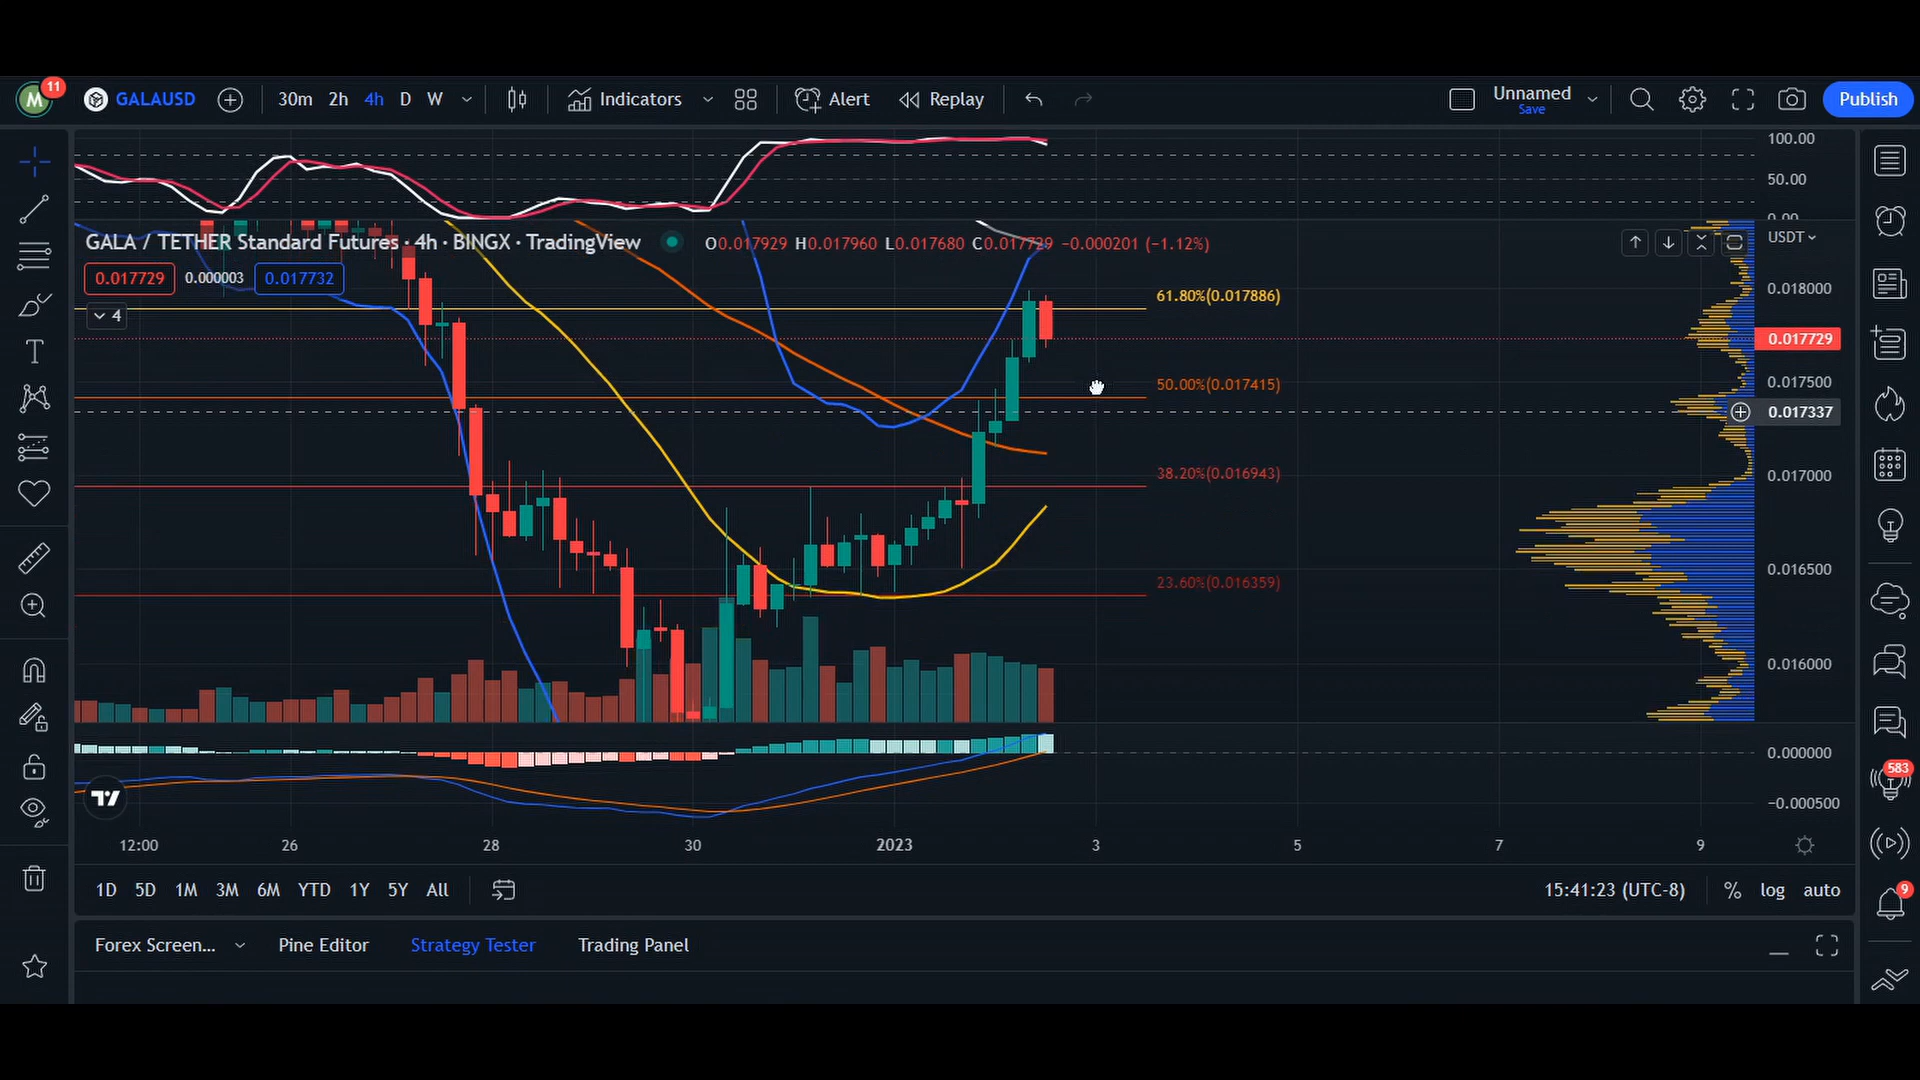 M 11 GALAUSD 30m 2h 4h D W Indicators Alert Replay Unnamed Save Publish
100.00
50.00
0.00
GALA / TETHER Standard Futures · 4h · BINGX · TradingView O0.017929 H0.017960 L0.017680 C0.017729 −0.000201 (−1.12%)
USDT
0.017729 0.000003 0.017732
4
61.80%(0.017886)
0.018000
0.017729
50.00%(0.017415)
0.017500
0.017337
38.20%(0.016943)
0.017000
23.60%(0.016359)
0.016500
0.016000
0.000000
583
−0.000500
12:00 26 28 30 2023 3 5 7 9
1D 5D 1M 3M 6M YTD 1Y 5Y All 15:41:23 (UTC-8) % log auto
9
Forex Screen... Pine Editor Strategy Tester Trading Panel